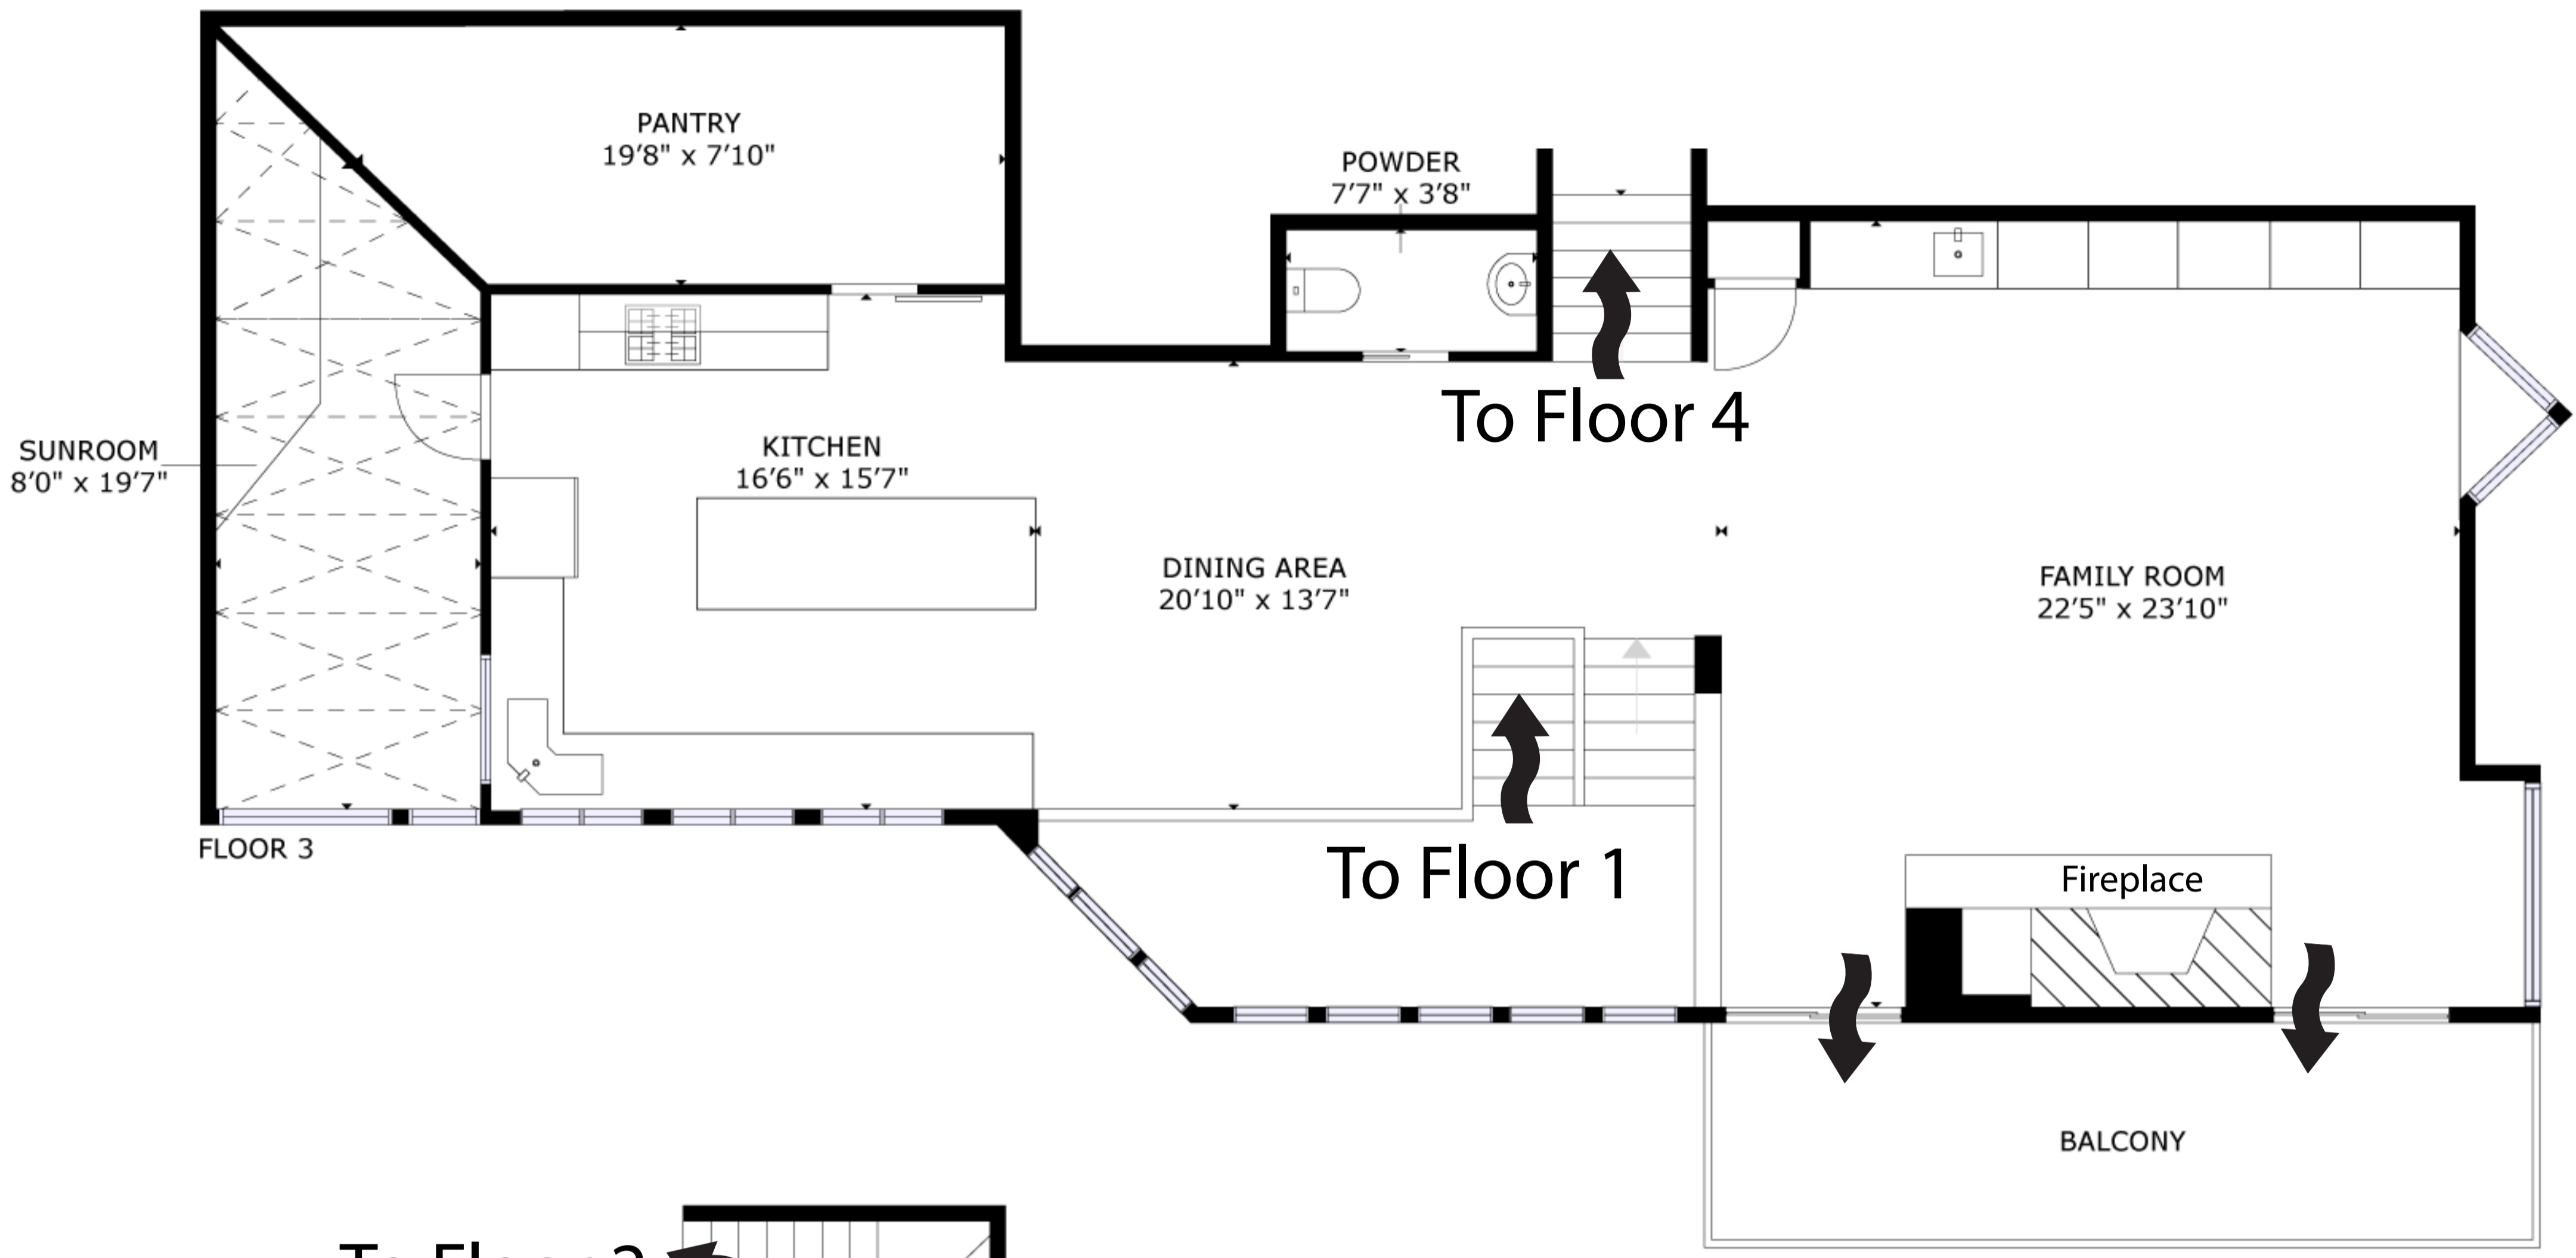 PANTRY
19'8" x 7'10"
POWDER
7'7" x 3'8"
To Floor 4
SUNROOM
8'0" x 19'7"
KITCHEN
16'6" x 15'7"
DINING AREA
20'10" x 13'7"
FAMILY ROOM
22'5" x 23'10"
FLOOR 3
To Floor 1
Fireplace
BALCONY
To Floor